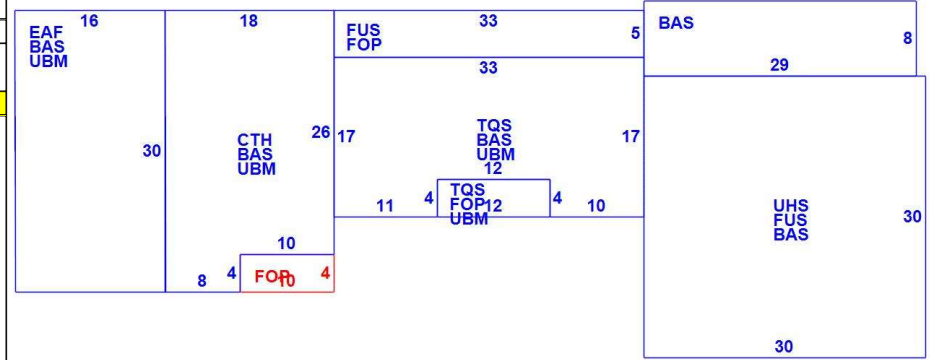 16
EAF
BAS
UBM
30
18
CTH
BAS
UBM
26
10
8
4
FOP
10
4
33
FUS
FOP
5
33
17
TQS
BAS
UBM
17
12
4
TQS
FOP
12
UBM
4
11
10
BAS
8
29
UHS
FUS
BAS
30
30